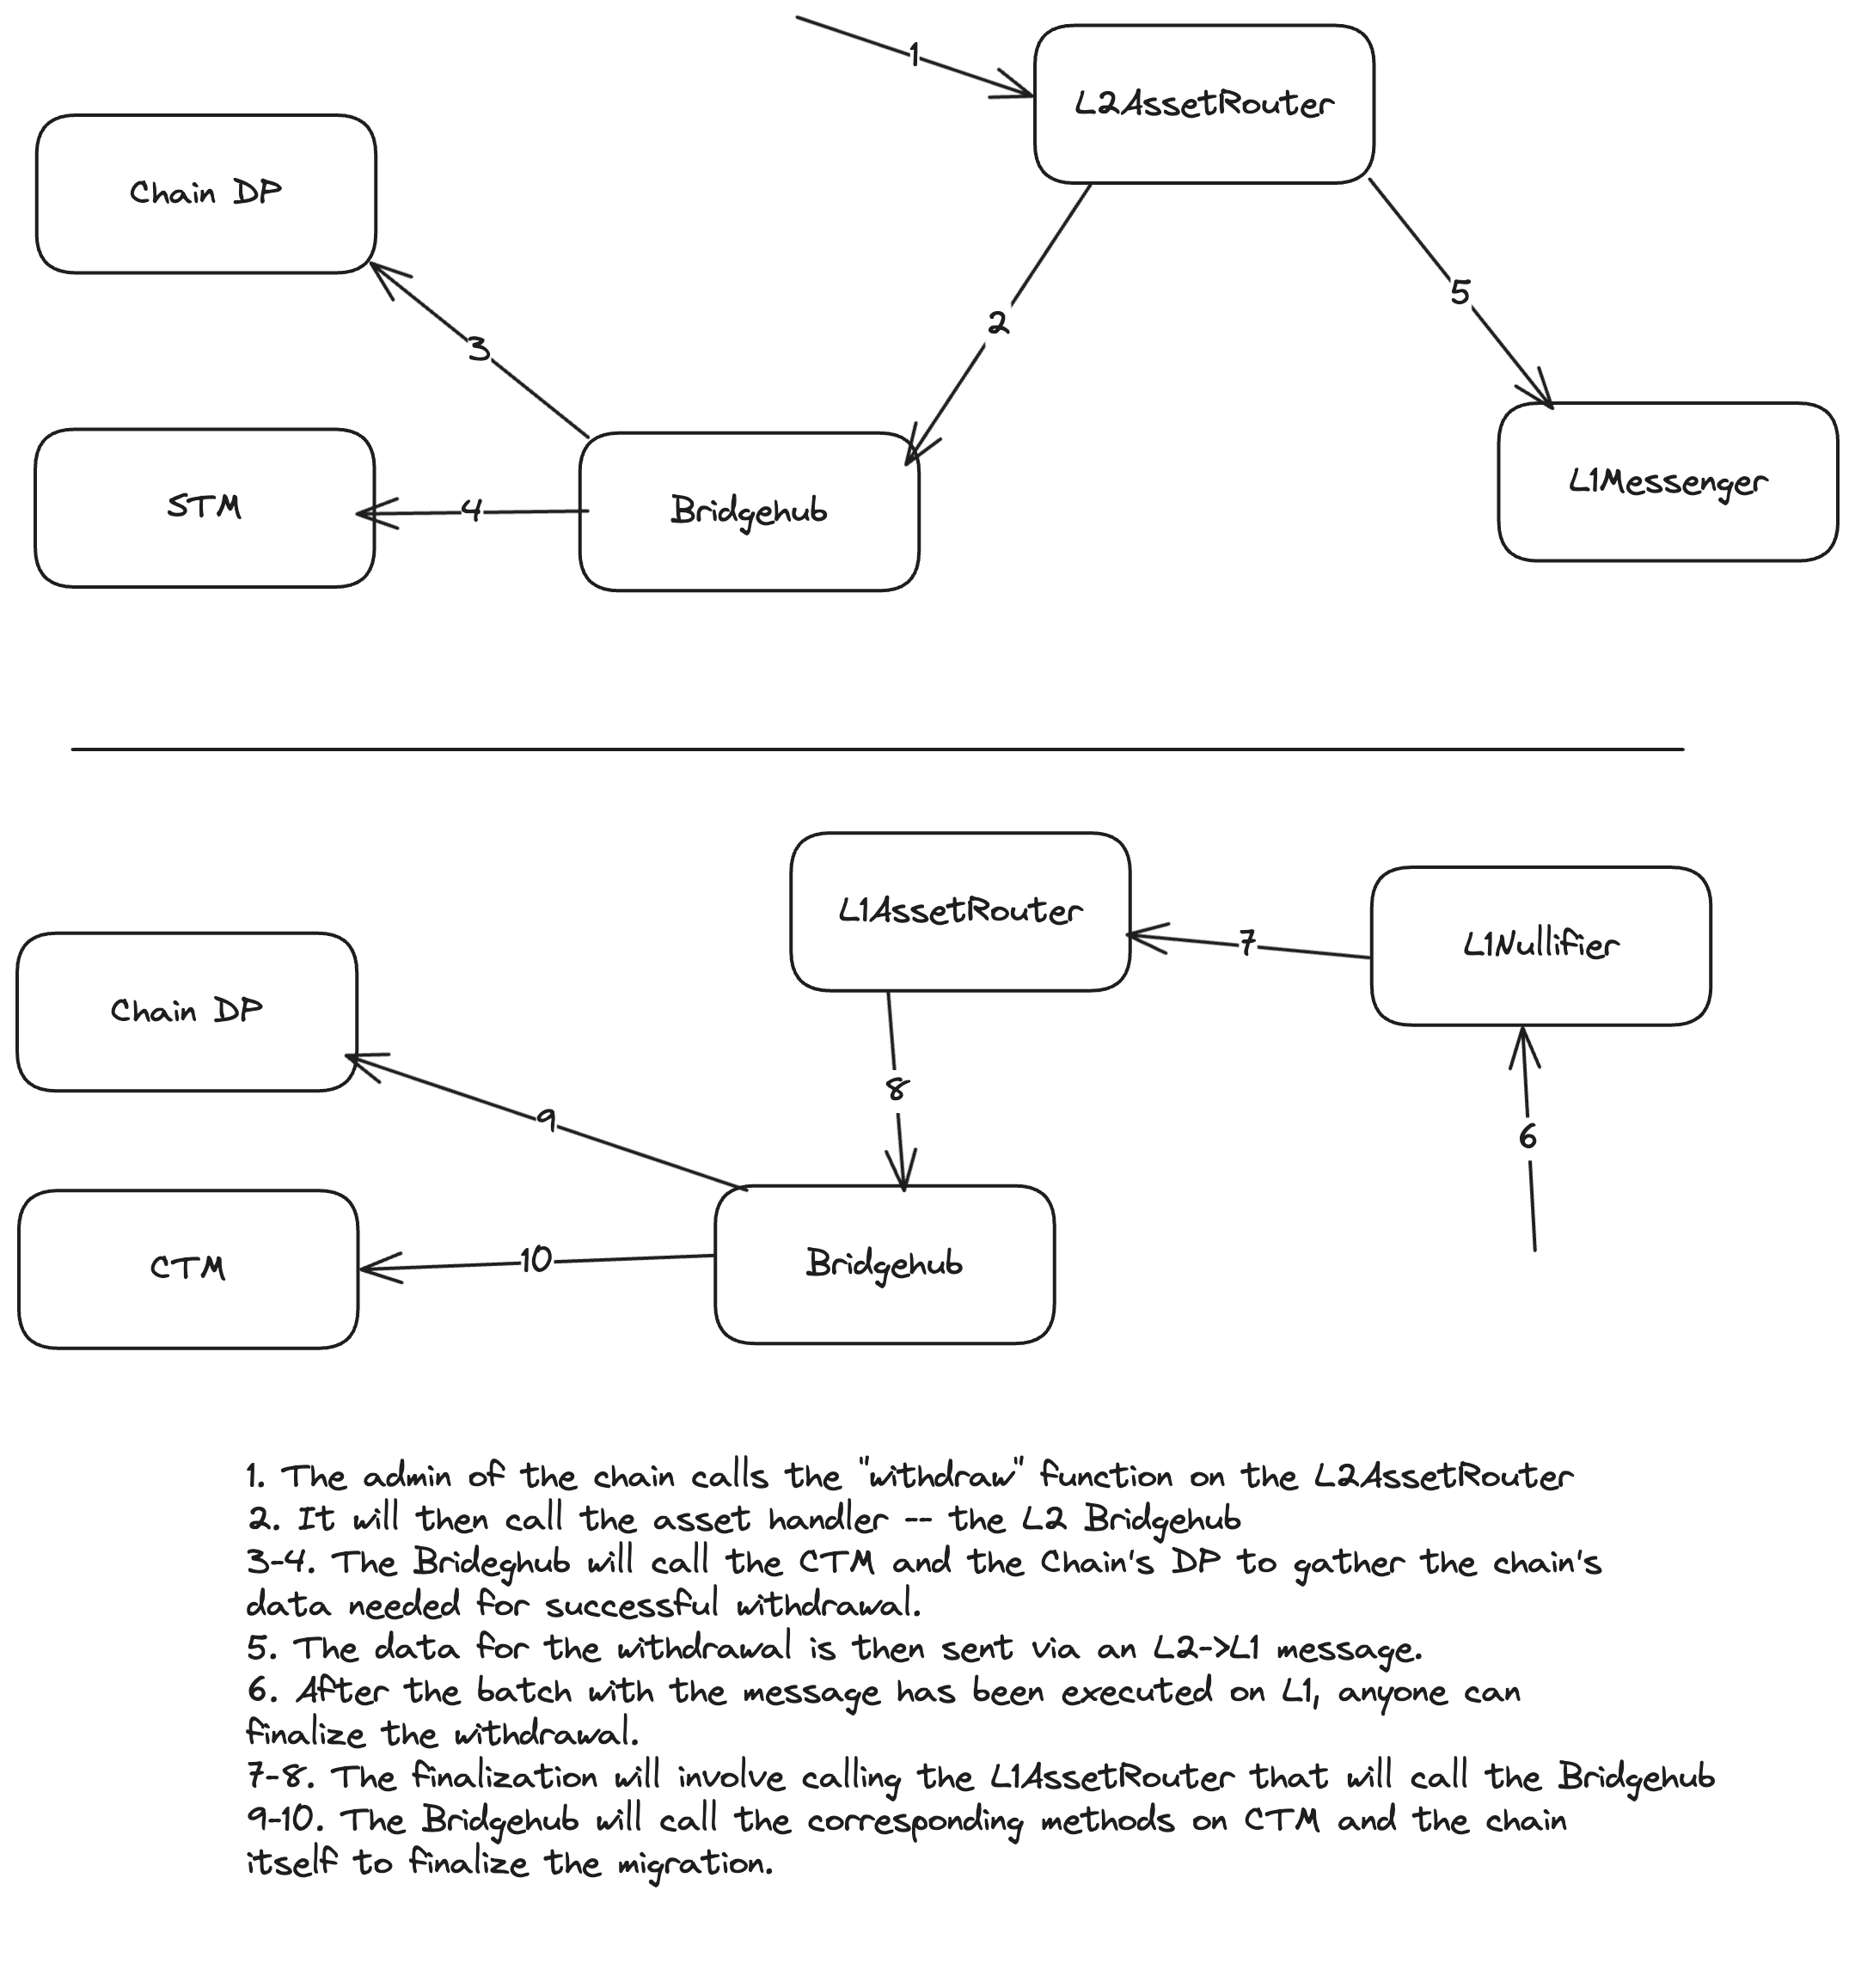 1
L2AssetRouter
Chain DP
5
2
3
L1Messenger
STM
4
Bridgehub
L1AssetRouter
7
L1Nullifier
Chain DP
8
9
6
CTM
10
Bridgehub
1. The admin of the chain calls the "withdraw" function on the L2AssetRouter
2. It will then call the asset handler -- the L2 Bridgehub
3-4. The Brideghub will call the CTM and the Chain's DP to gather the chain's
data needed for successful withdrawal.
5. The data for the withdrawal is then sent via an L2->L1 message.
6. After the batch with the message has been executed on L1, anyone can
finalize the withdrawal.
7-8. The finalization will involve calling the L1AssetRouter that will call the Bridgehub
9-10. The Bridgehub will call the corresponding methods on CTM and the chain
itself to finalize the migration.